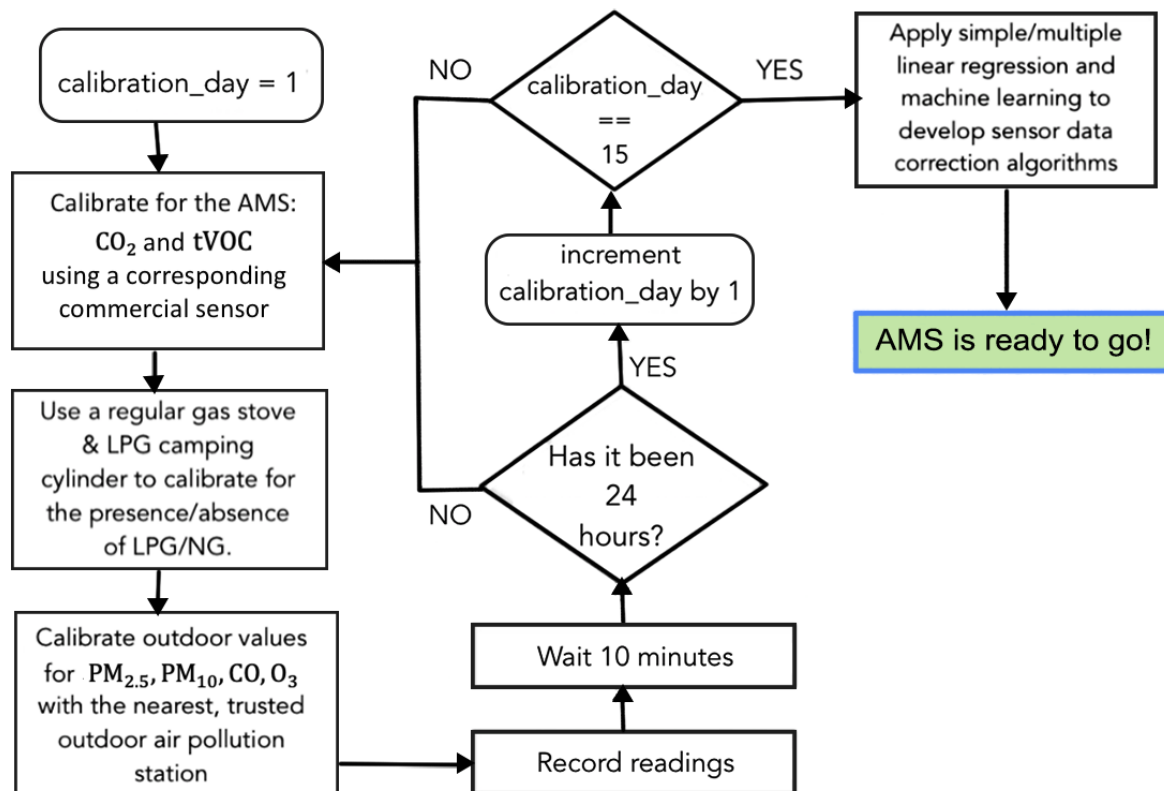 calibration_day = 1
Calibrate for the AMS:
CO₂ and tVOC
using a corresponding
commercial sensor
Use a regular gas stove
& LPG camping
cylinder to calibrate for
the presence/absence
of LPG/NG.
Calibrate outdoor values
for PM₂.₅, PM₁₀, CO, O₃
with the nearest, trusted
outdoor air pollution
station
Record readings
Wait 10 minutes
Has it been
24
hours?
NO
YES
increment
calibration_day by 1
calibration_day
==
15
NO
YES
Apply simple/multiple
linear regression and
machine learning to
develop sensor data
correction algorithms
AMS is ready to go!